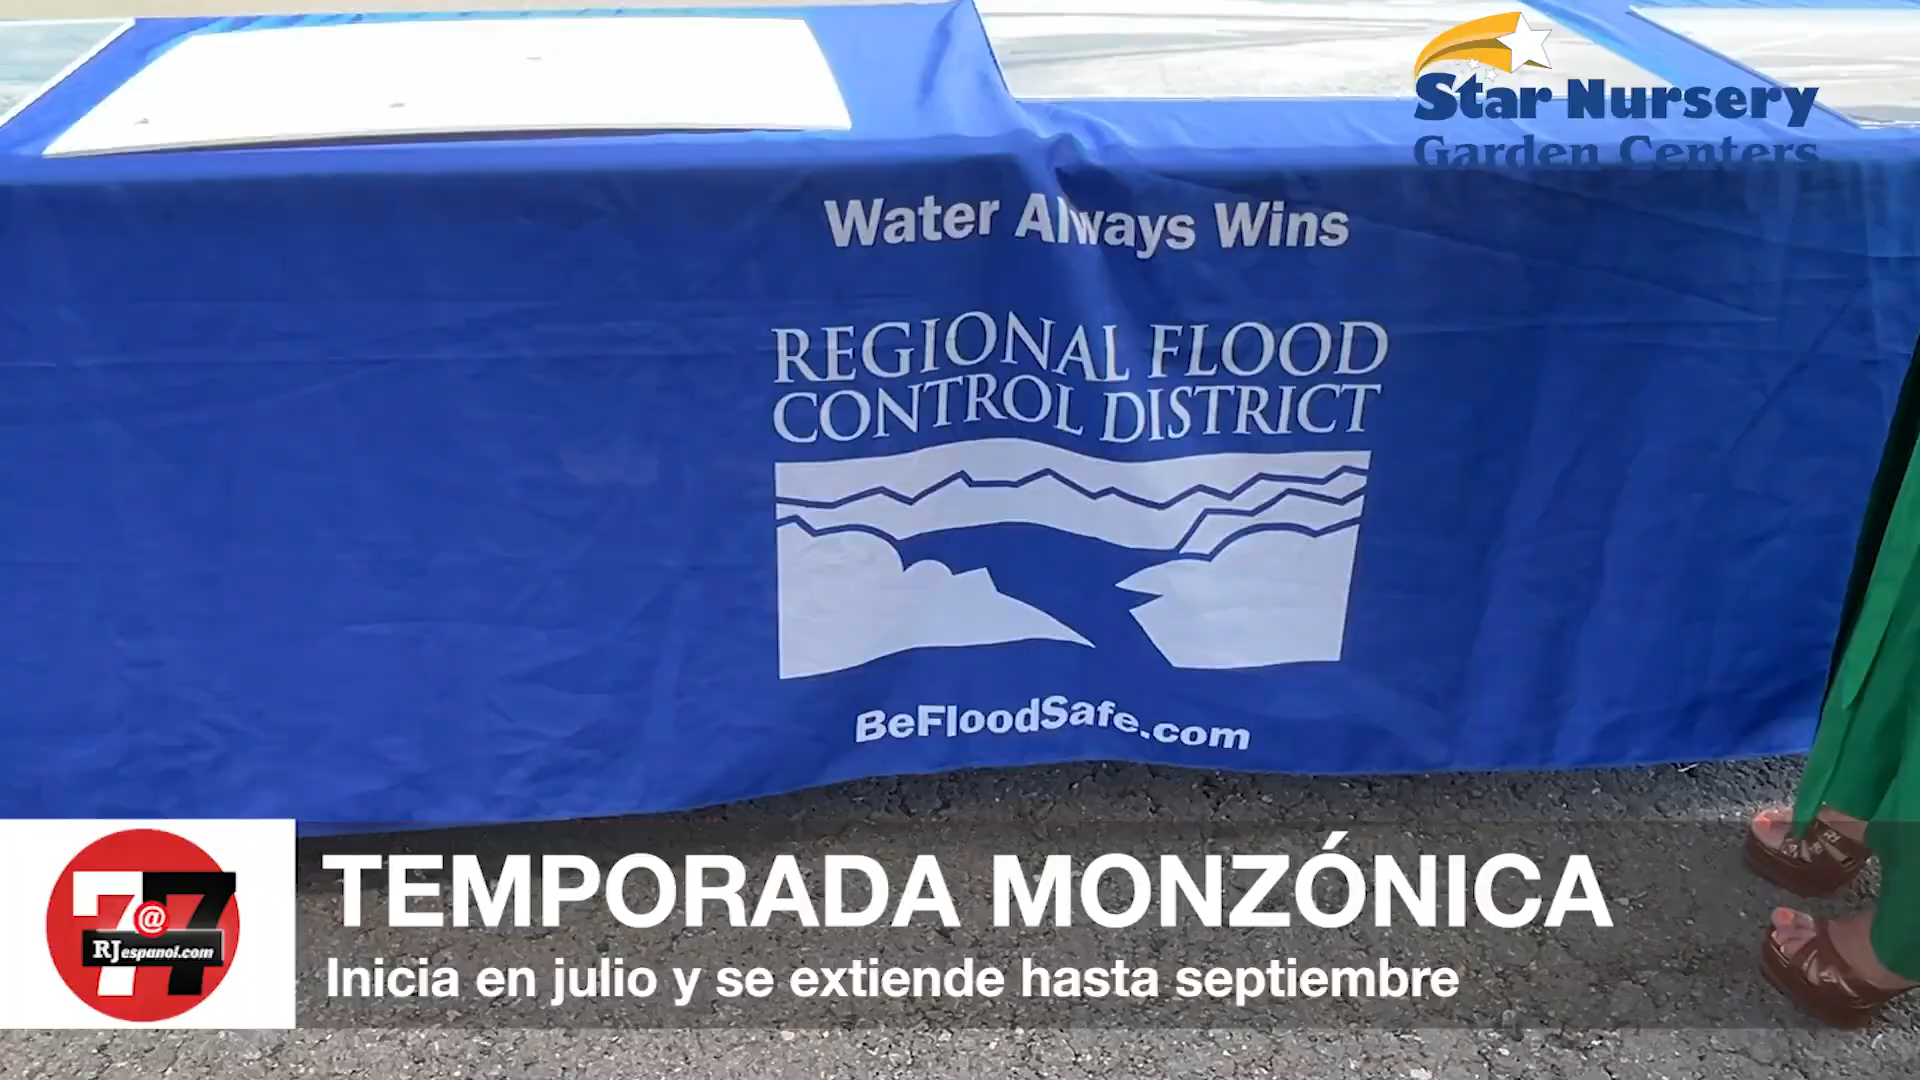 Star Nursery
Garden Centers
Water Always Wins
REGIONAL FLOOD
CONTROL DISTRICT
BeFloodSafe.com
7@7
RJespanol.com
TEMPORADA MONZÓNICA
Inicia en julio y se extiende hasta septiembre